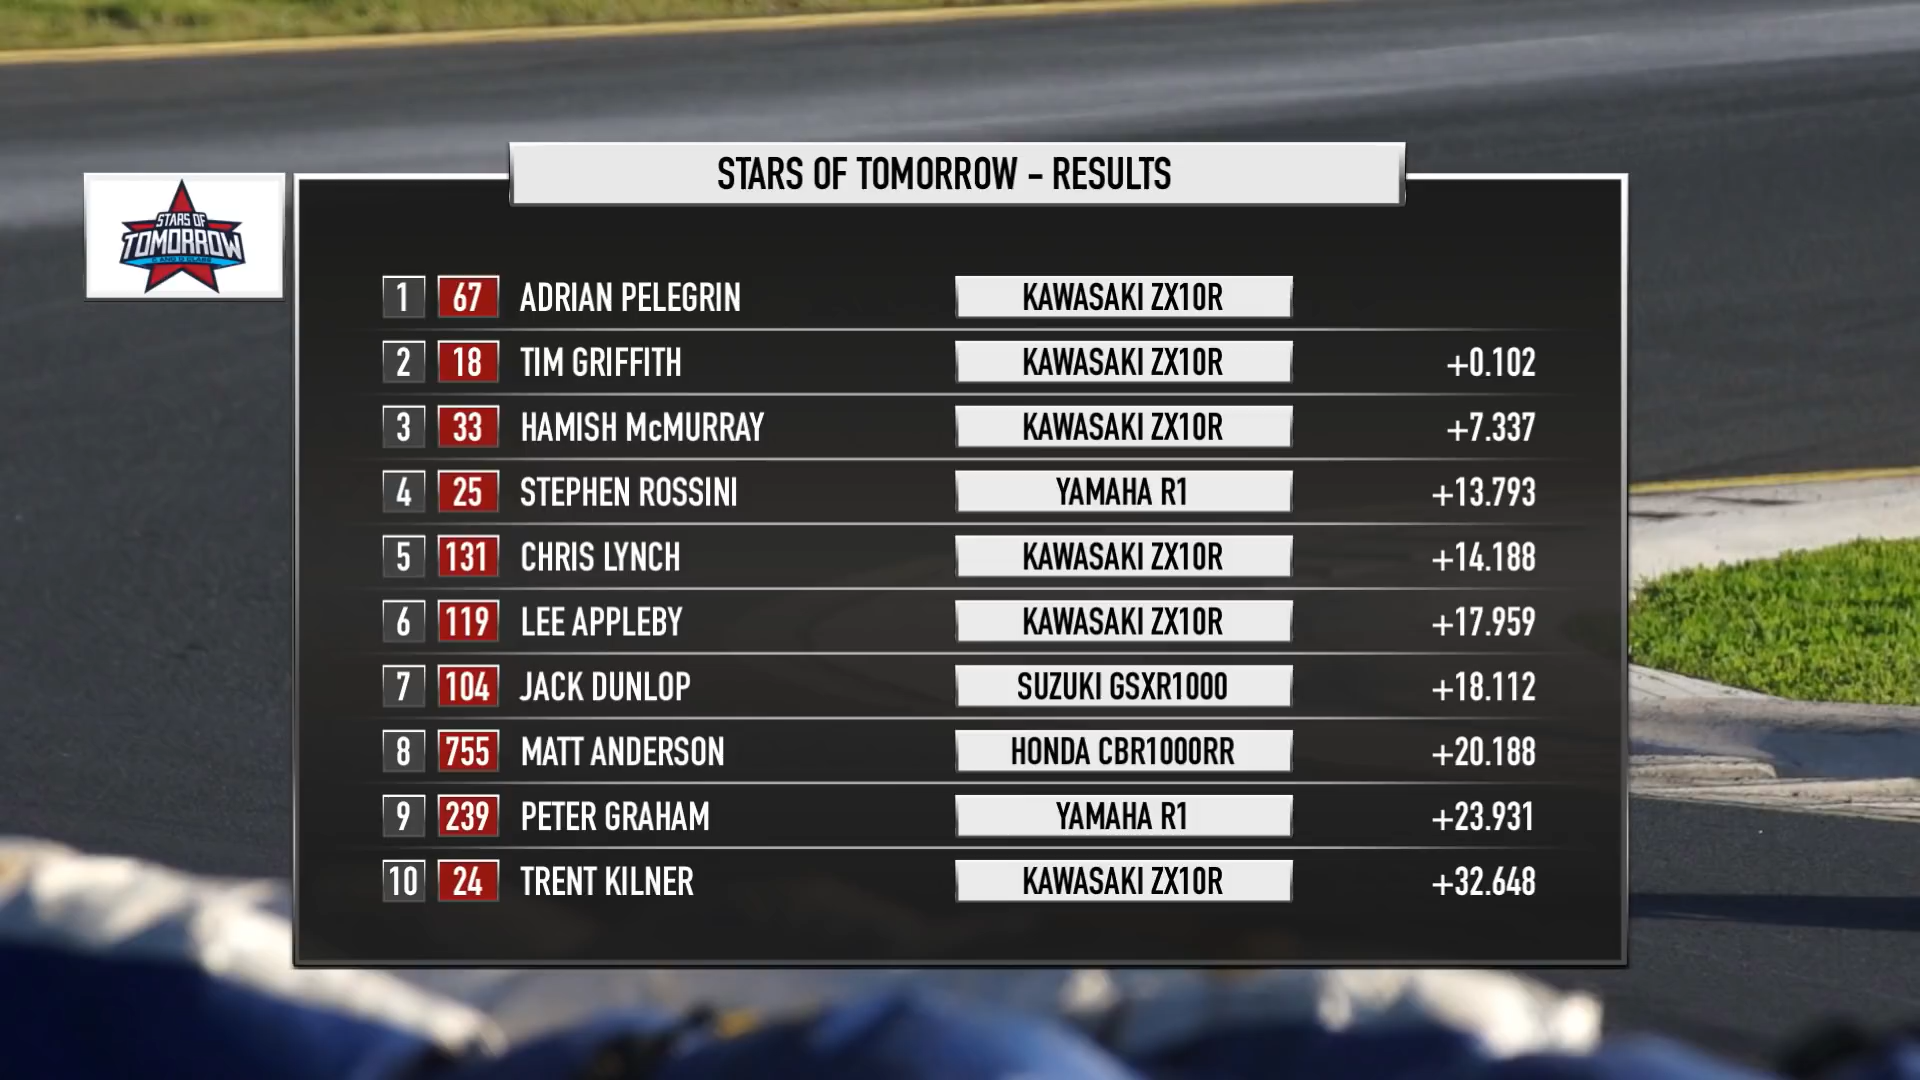 STARS OF TOMORROW - RESULTS
STARS OF
TOMORROW
C AND D CLASS
1 67 ADRIAN PELEGRIN KAWASAKI ZX10R
2 18 TIM GRIFFITH KAWASAKI ZX10R +0.102
3 33 HAMISH McMURRAY KAWASAKI ZX10R +7.337
4 25 STEPHEN ROSSINI YAMAHA R1 +13.793
5 131 CHRIS LYNCH KAWASAKI ZX10R +14.188
6 119 LEE APPLEBY KAWASAKI ZX10R +17.959
7 104 JACK DUNLOP SUZUKI GSXR1000 +18.112
8 755 MATT ANDERSON HONDA CBR1000RR +20.188
9 239 PETER GRAHAM YAMAHA R1 +23.931
10 24 TRENT KILNER KAWASAKI ZX10R +32.648